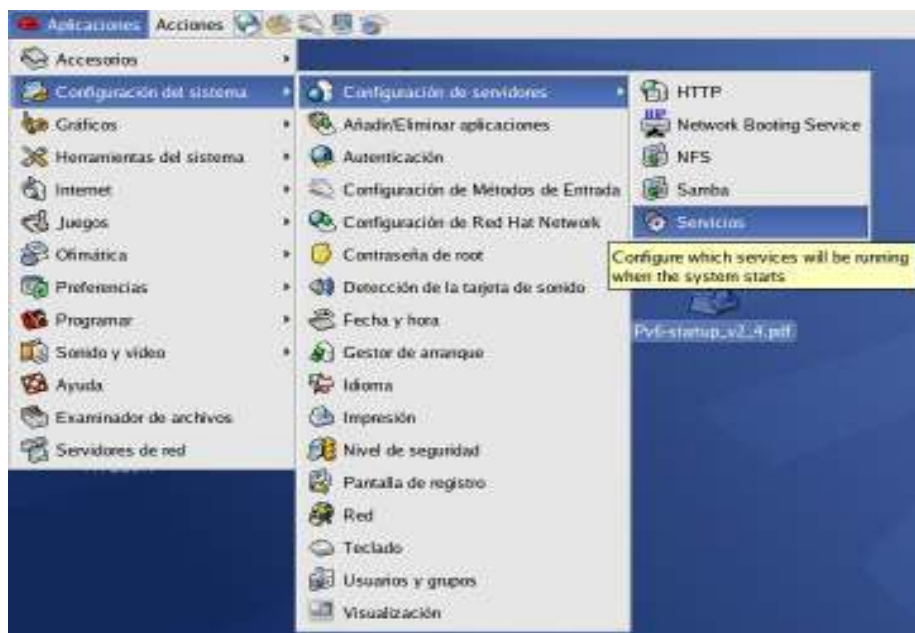 Aplicaciones Acciones
Accesorios
Configuración del sistema
Gráficos
Herramientas del sistema
Internet
Juegos
Ofimática
Preferencias
Programar
Sonido y vídeo
Ayuda
Examinador de archivos
Servidores de red
Configuración de servidores
Añadir/Eliminar aplicaciones
Autenticación
Configuración de Métodos de Entrada
Configuración de Red Hat Network
Contraseña de root
Detección de la tarjeta de sonido
Fecha y hora
Gestor de arranque
Idioma
Impresión
Nivel de seguridad
Pantalla de registro
Red
Teclado
Usuarios y grupos
Visualización
HTTP
Network Booting Service
NFS
Samba
Servicios
Configure which services will be running
when the system starts
Pv6-startup_v2_4.pdf